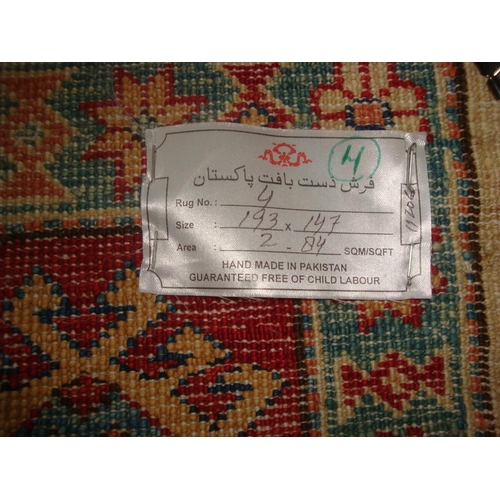 4
فرش دست بافت پاکستان
Rug No. : 4
Size : 193 x 147
Area : 2 - 84 SQM/SQFT
HAND MADE IN PAKISTAN
GUARANTEED FREE OF CHILD LABOUR